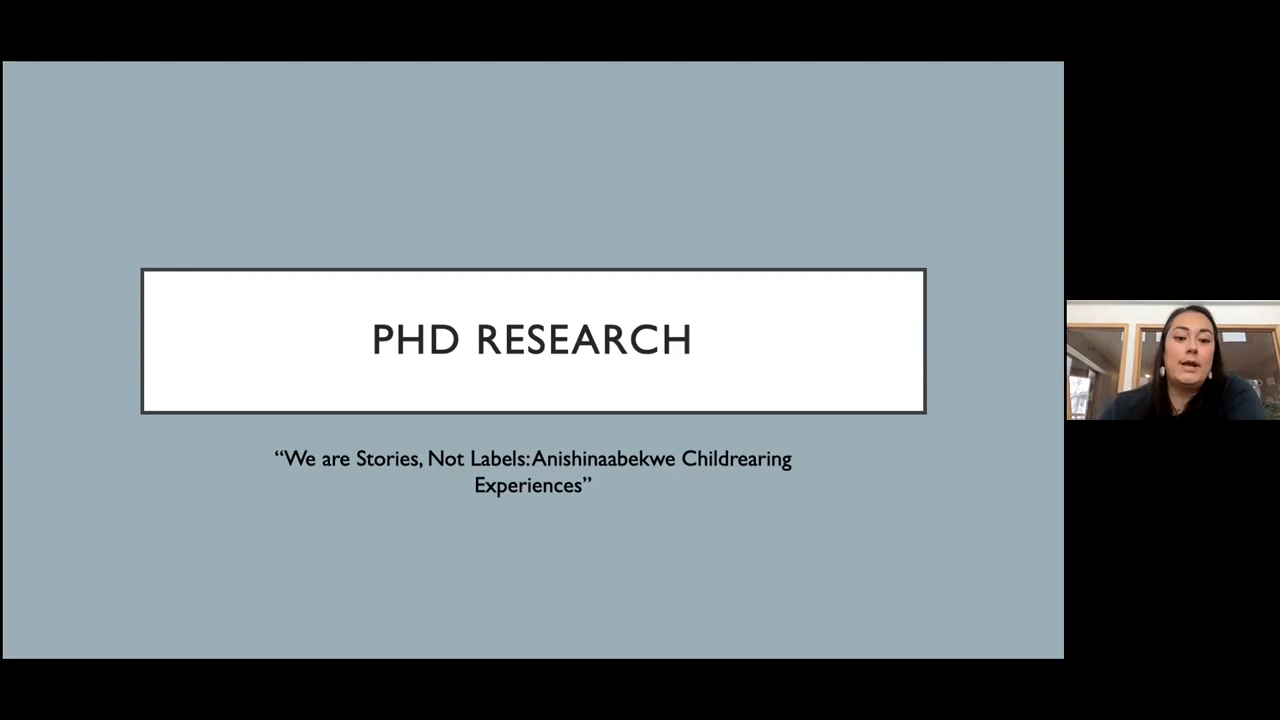 PHD RESEARCH
“We are Stories, Not Labels: Anishinaabekwe Childrearing
Experiences”